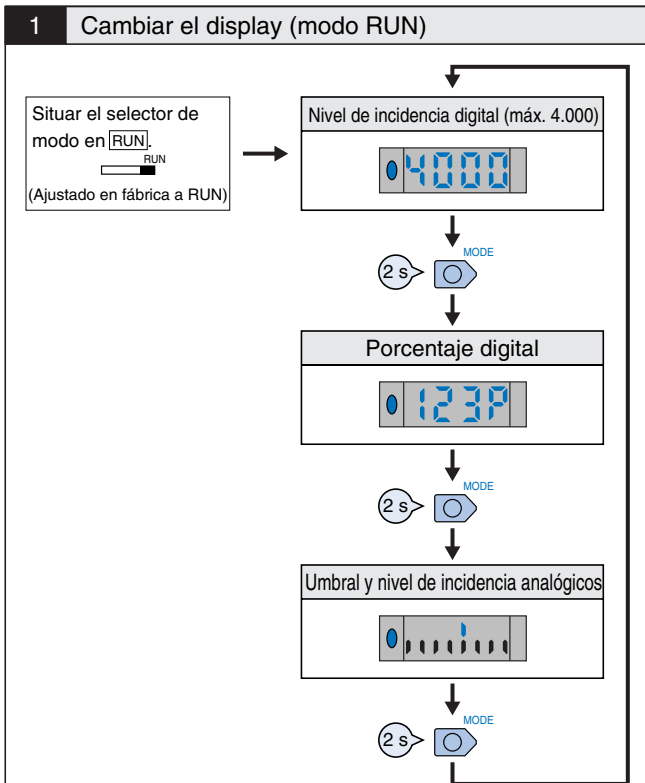 1 Cambiar el display (modo RUN)
Situar el selector de
modo en RUN.
RUN
(Ajustado en fábrica a RUN)
Nivel de incidencia digital (máx. 4.000)
4000
MODE
2 s
Porcentaje digital
123P
MODE
2 s
Umbral y nivel de incidencia analógicos
MODE
2 s